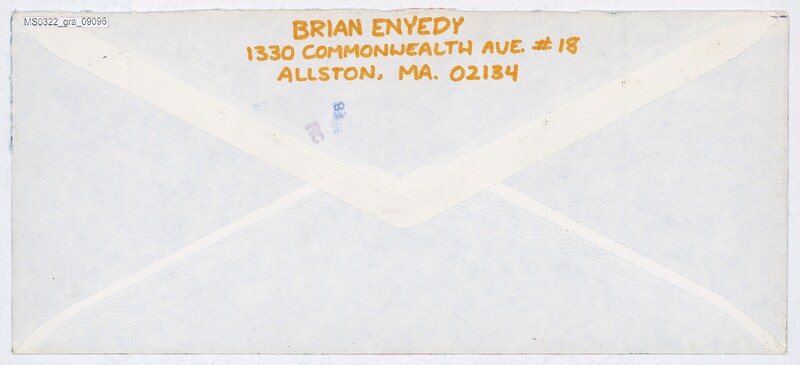 MS0322_gra_09096
BRIAN ENYEDY
1330 COMMONWEALTH AVE. # 18
ALLSTON, MA. 02134